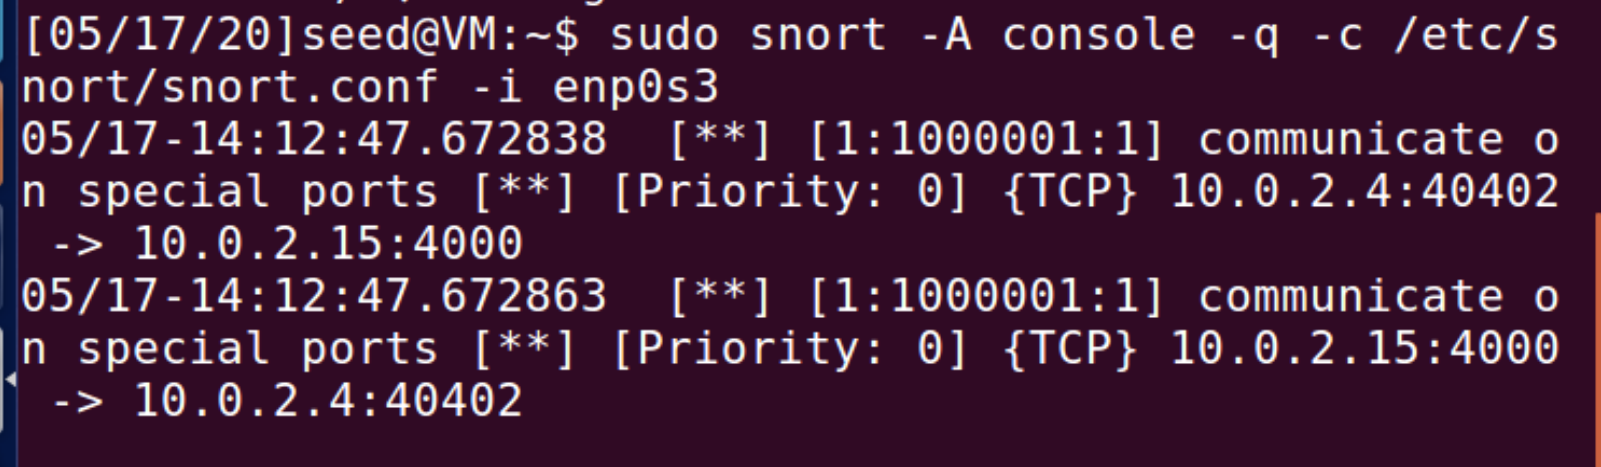 [05/17/20]seed@VM:~$ sudo snort -A console -q -c /etc/s
nort/snort.conf -i enp0s3
05/17-14:12:47.672838  [**] [1:1000001:1] communicate o
n special ports [**] [Priority: 0] {TCP} 10.0.2.4:40402
 -> 10.0.2.15:4000
05/17-14:12:47.672863  [**] [1:1000001:1] communicate o
n special ports [**] [Priority: 0] {TCP} 10.0.2.15:4000
 -> 10.0.2.4:40402